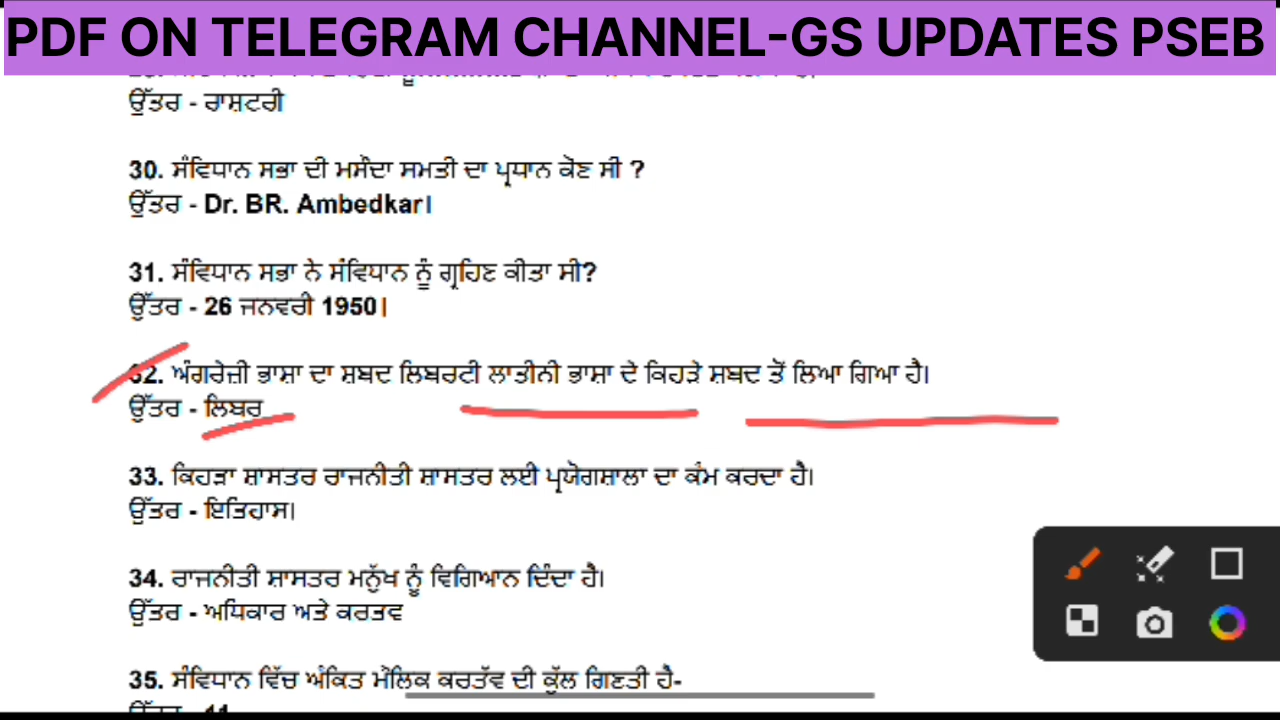 PDF ON TELEGRAM CHANNEL-GS UPDATES PSEB
ਉੱਤਰ - ਰਾਸ਼ਟਰੀ
30. ਸੰਵਿਧਾਨ ਸਭਾ ਦੀ ਮਸੌਦਾ ਸਮਤੀ ਦਾ ਪ੍ਰਧਾਨ ਕੌਣ ਸੀ ?
ਉੱਤਰ - Dr. BR. Ambedkar।
31. ਸੰਵਿਧਾਨ ਸਭਾ ਨੇ ਸੰਵਿਧਾਨ ਨੂੰ ਗ੍ਰਹਿਣ ਕੀਤਾ ਸੀ?
ਉੱਤਰ - 26 ਜਨਵਰੀ 1950।
32. ਅੰਗਰੇਜ਼ੀ ਭਾਸ਼ਾ ਦਾ ਸ਼ਬਦ ਲਿਬਰਟੀ ਲਾਤੀਨੀ ਭਾਸ਼ਾ ਦੇ ਕਿਹੜੇ ਸ਼ਬਦ ਤੋਂ ਲਿਆ ਗਿਆ ਹੈ।
ਉੱਤਰ - ਲਿਬਰ
33. ਕਿਹੜਾ ਸ਼ਾਸਤਰ ਰਾਜਨੀਤੀ ਸ਼ਾਸਤਰ ਲਈ ਪ੍ਰਯੋਗਸ਼ਾਲਾ ਦਾ ਕੰਮ ਕਰਦਾ ਹੈ।
ਉੱਤਰ - ਇਤਿਹਾਸ।
34. ਰਾਜਨੀਤੀ ਸ਼ਾਸਤਰ ਮਨੁੱਖ ਨੂੰ ਵਿਗਿਆਨ ਦਿੰਦਾ ਹੈ।
ਉੱਤਰ - ਅਧਿਕਾਰ ਅਤੇ ਕਰਤਵ
35. ਸੰਵਿਧਾਨ ਵਿੱਚ ਅੰਕਿਤ ਮੌਲਿਕ ਕਰਤੱਵ ਦੀ ਕੁੱਲ ਗਿਣਤੀ ਹੈ-
ਉੱਤਰ - 11